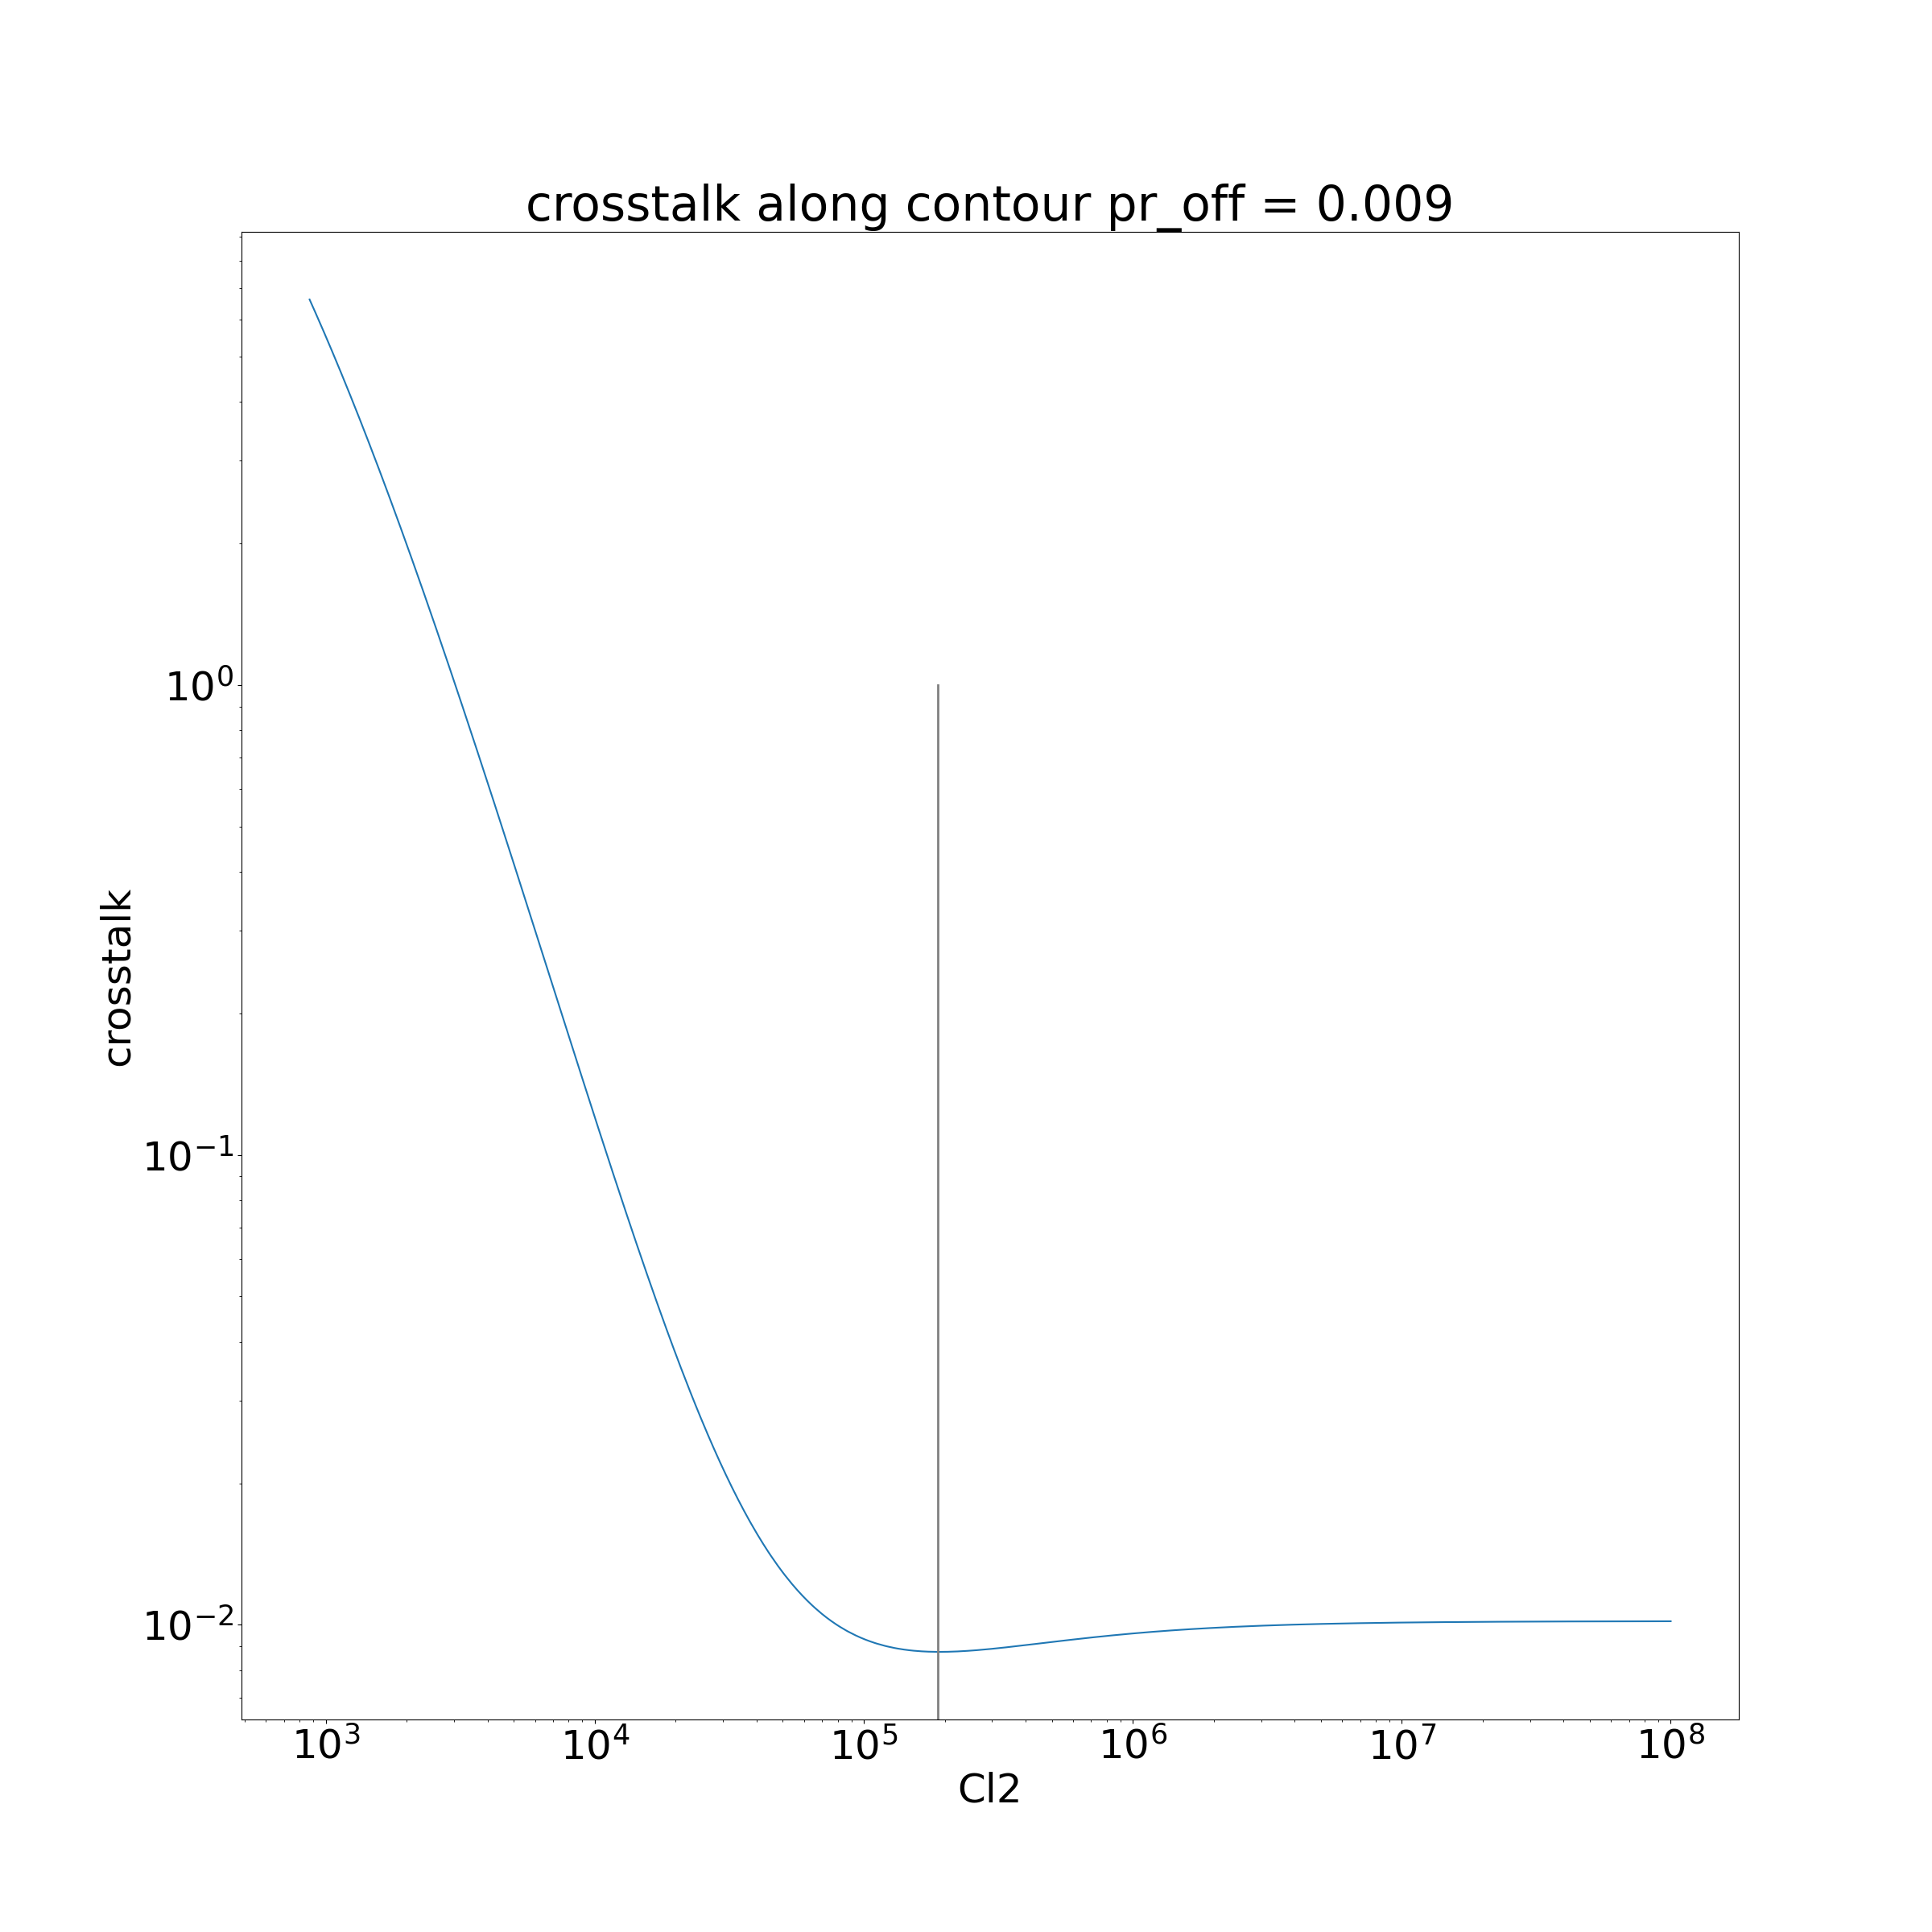 crosstalk along contour pr_off = 0.009
crosstalk
10⁰
10⁻¹
10⁻²
10³ 10⁴ 10⁵ 10⁶ 10⁷ 10⁸
Cl2